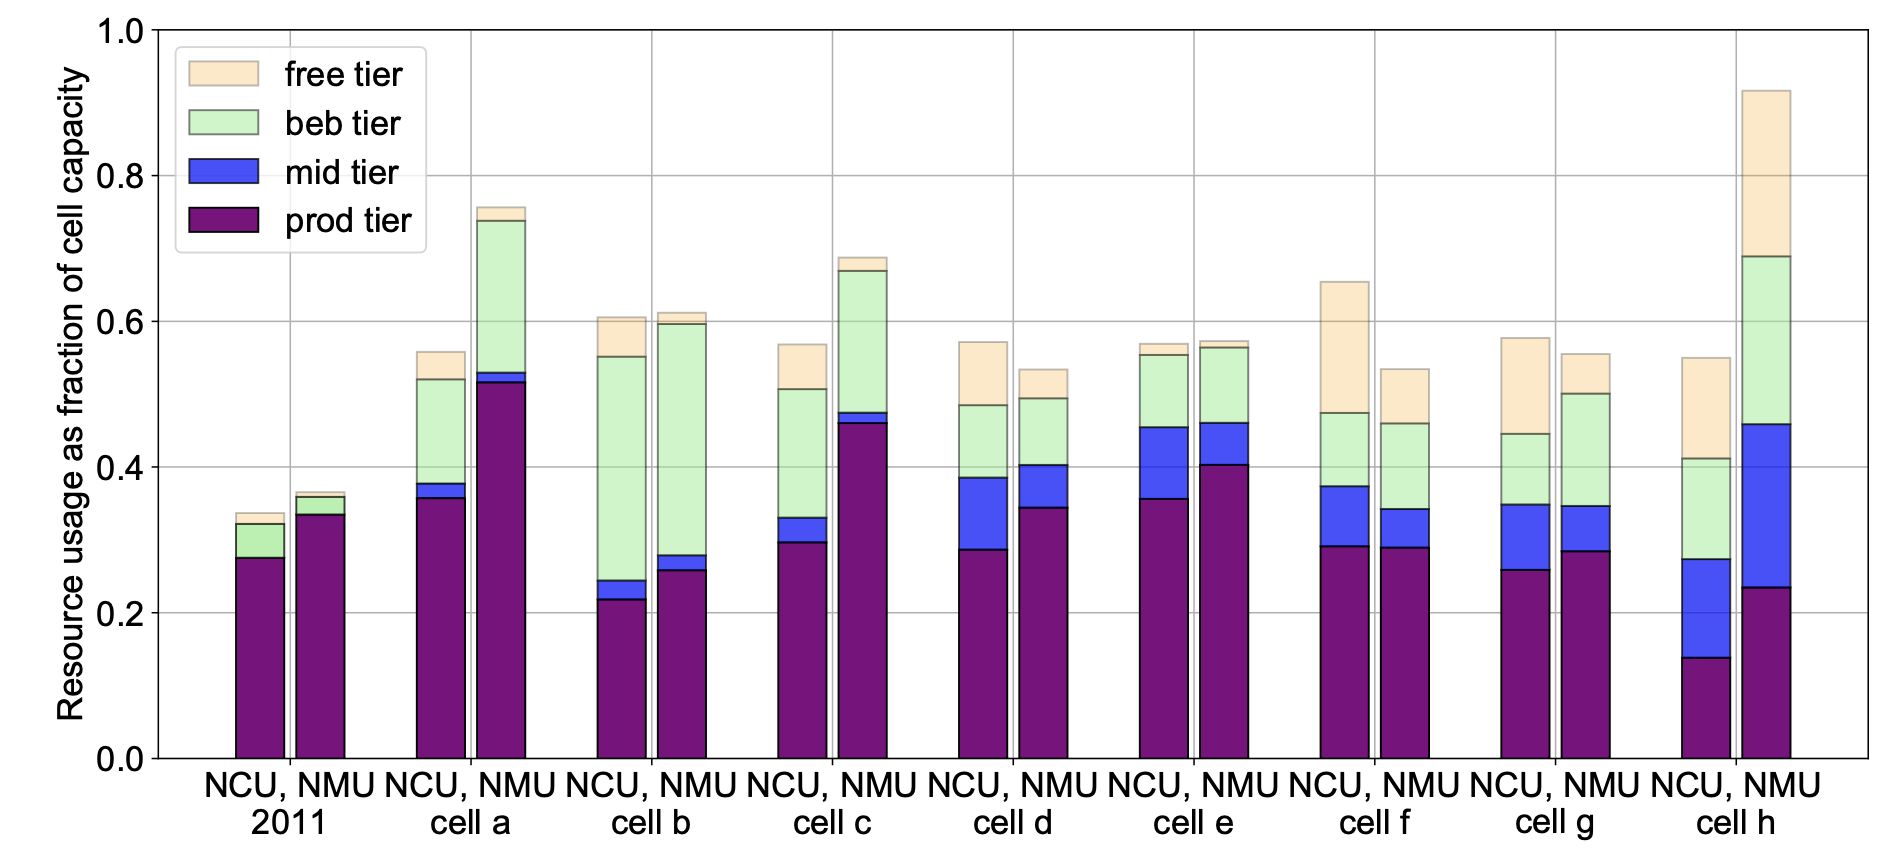 Resource usage as fraction of cell capacity
1.0
0.8
0.6
0.4
0.2
0.0
free tier
beb tier
mid tier
prod tier
NCU, NMU NCU, NMU NCU, NMU NCU, NMU NCU, NMU NCU, NMU NCU, NMU NCU, NMU NCU, NMU
2011 cell a cell b cell c cell d cell e cell f cell g cell h